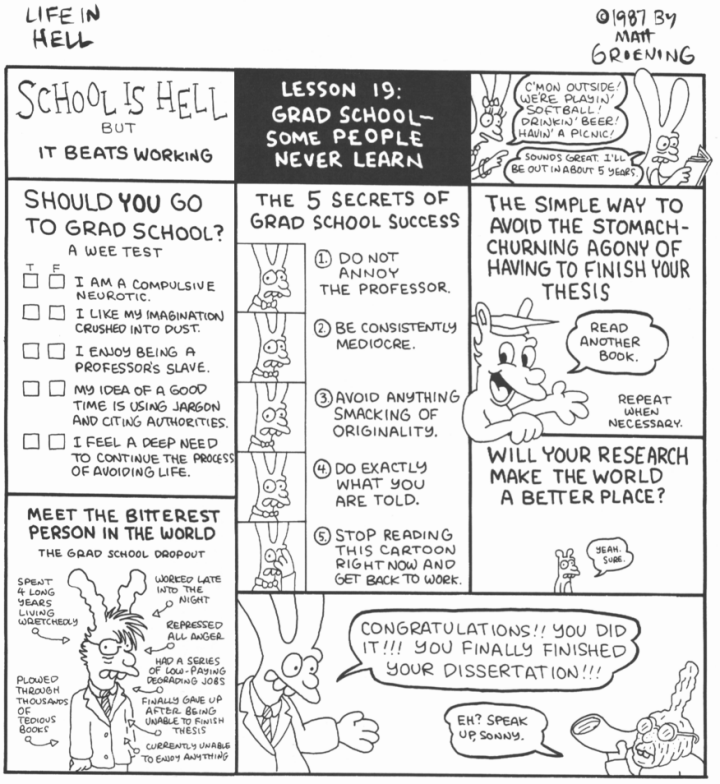 LIFE IN
HELL
©1987 BY
MATT
GROENING
SCHOOL IS HELL
BUT
IT BEATS WORKING
LESSON 19:
GRAD SCHOOL—
SOME PEOPLE
NEVER LEARN
C'MON OUTSIDE!
WE'RE PLAYIN'
SOFTBALL!
DRINKIN' BEER!
HAVIN' A PICNIC!
SOUNDS GREAT. I'LL
BE OUT IN ABOUT 5 YEARS.
SHOULD YOU GO
TO GRAD SCHOOL?
A WEE TEST
T F
I AM A COMPULSIVE
NEUROTIC.
I LIKE MY IMAGINATION
CRUSHED INTO DUST.
I ENJOY BEING A
PROFESSOR'S SLAVE.
MY IDEA OF A GOOD
TIME IS USING JARGON
AND CITING AUTHORITIES.
I FEEL A DEEP NEED
TO CONTINUE THE PROCESS
OF AVOIDING LIFE.
THE 5 SECRETS OF
GRAD SCHOOL SUCCESS
1. DO NOT
ANNOY
THE PROFESSOR.
2. BE CONSISTENTLY
MEDIOCRE.
3. AVOID ANYTHING
SMACKING OF
ORIGINALITY.
4. DO EXACTLY
WHAT YOU
ARE TOLD.
5. STOP READING
THIS CARTOON
RIGHT NOW AND
GET BACK TO WORK.
THE SIMPLE WAY TO
AVOID THE STOMACH-
CHURNING AGONY OF
HAVING TO FINISH YOUR
THESIS
READ
ANOTHER
BOOK.
REPEAT
WHEN
NECESSARY.
WILL YOUR RESEARCH
MAKE THE WORLD
A BETTER PLACE?
YEAH.
SURE.
MEET THE BITTEREST
PERSON IN THE WORLD
THE GRAD SCHOOL DROPOUT
SPENT
4 LONG
YEARS
LIVING
WRETCHEDLY
PLOWED
THROUGH
THOUSANDS
OF
TEDIOUS
BOOKS
WORKED LATE
INTO THE
NIGHT
REPRESSED
ALL ANGER
HAD A SERIES
OF LOW-PAYING
DEGRADING JOBS
FINALLY GAVE UP
AFTER BEING
UNABLE TO FINISH
THESIS
CURRENTLY UNABLE
TO ENJOY ANYTHING
CONGRATULATIONS!! YOU DID
IT!!! YOU FINALLY FINISHED
YOUR DISSERTATION!!!
EH? SPEAK
UP, SONNY.